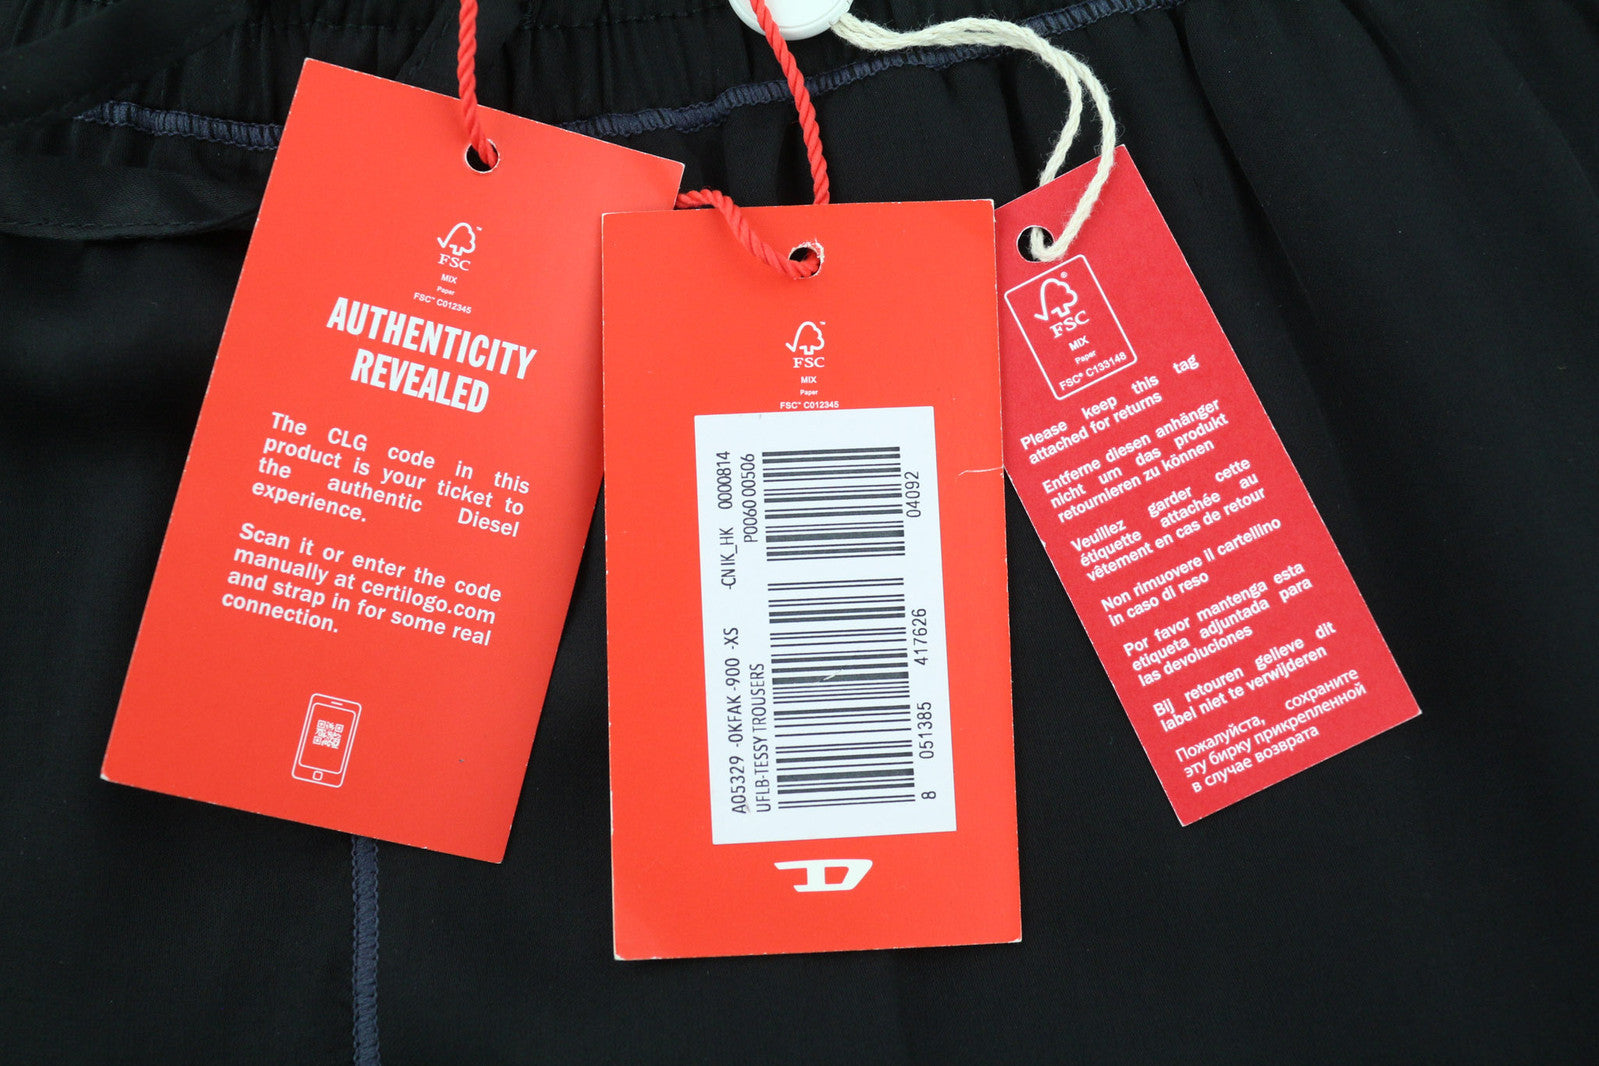 FSC™
MIX
Paper
FSC™ C012345
AUTHENTICITY
REVEALED
The CLG code in this
product is your ticket to
the authentic Diesel
experience.
Scan it or enter the code
manually at certilogo.com
and strap in for some real
connection.
FSC™
MIX
Paper
FSC™ C012345
A05329 -0KFAK -900 -XS -CNIK_HK 0000814
UFLB-TESSY TROUSERS P0060 00506
8 051385 417626 04092
D
FSC®
MIX
Paper
FSC® C133148
Please keep this tag
attached for returns
Entferne diesen anhänger
nicht um das produkt
retournieren zu können
Veuillez garder cette
étiquette attachée au
vêtement en cas de retour
Non rimuovere il cartellino
in caso di reso
Por favor mantenga esta
etiqueta adjuntada para
las devoluciones
Bij retouren gelieve dit
label niet te verwijderen
Пожалуйста, сохраните
эту бирку прикрепленной
в случае возврата